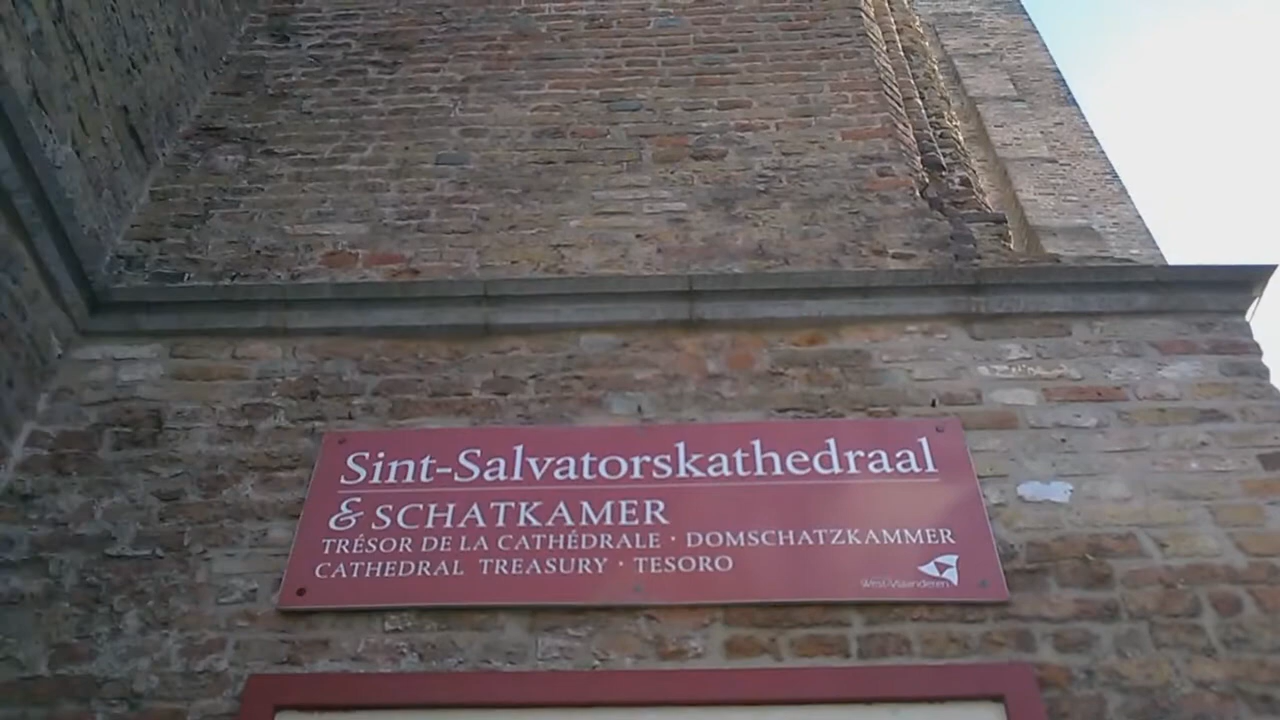 Sint-Salvatorskathedraal
& SCHATKAMER
TRÉSOR DE LA CATHÉDRALE · DOMSCHATZKAMMER
CATHEDRAL TREASURY · TESORO
West-Vlaanderen